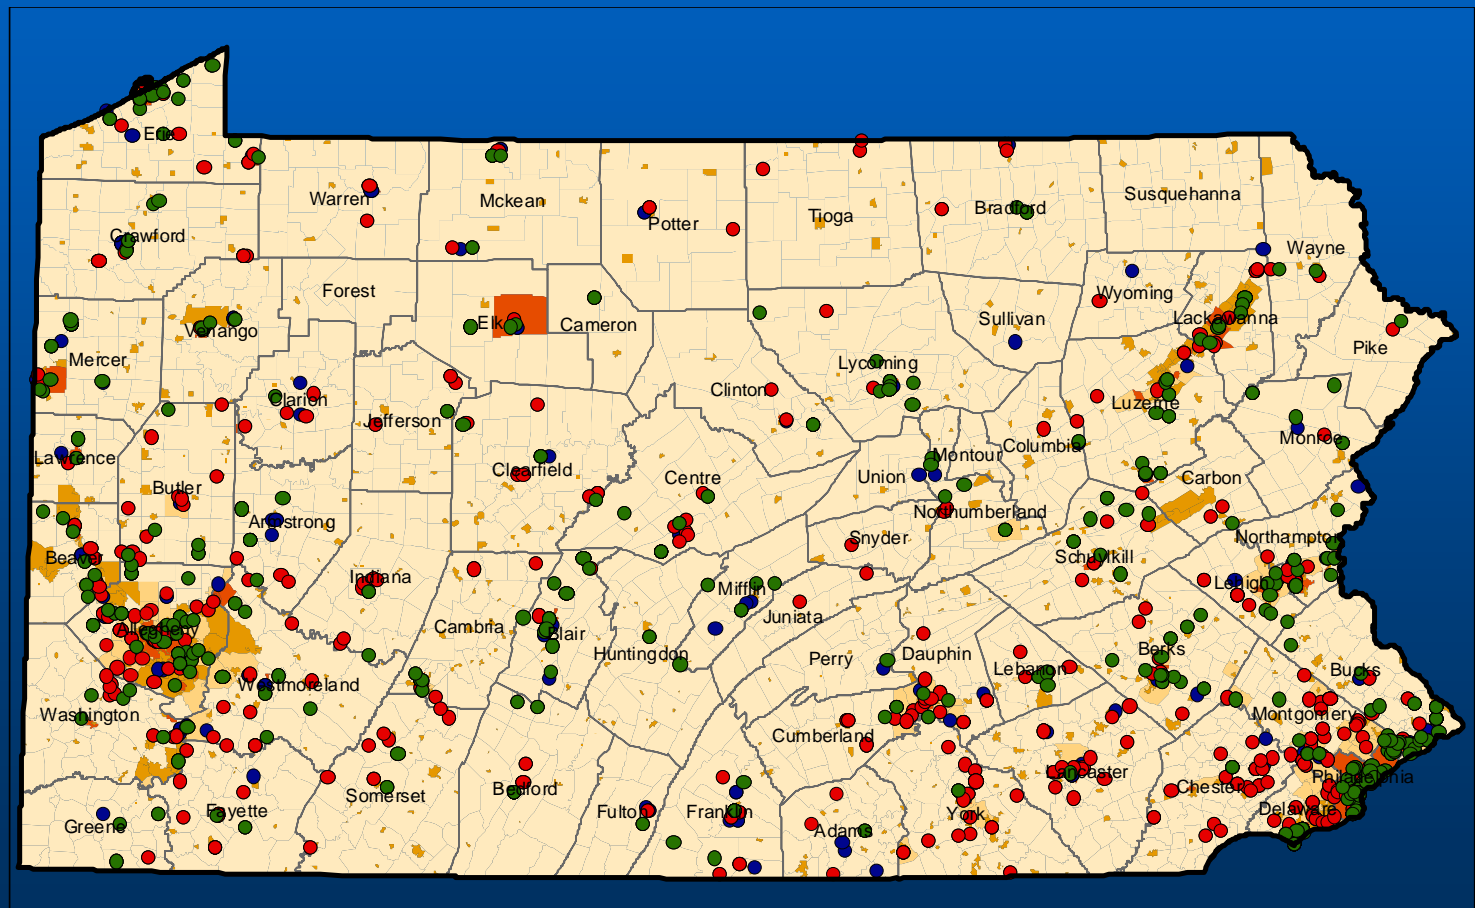 Erie
Warren
Mckean
Potter
Tioga
Bradford
Susquehanna
Crawford
Wayne
Forest
Wyoming
Venango
Elk
Cameron
Sullivan
Lackawanna
Mercer
Lycoming
Pike
Clarion
Clinton
Jefferson
Luzerne
Lawrence
Clearfield
Centre
Union
Montour
Columbia
Monroe
Butler
Carbon
Armstrong
Northumberland
Snyder
Northampton
Beaver
Indiana
Mifflin
Schuylkill
Lehigh
Allegheny
Cambria
Blair
Juniata
Huntingdon
Perry
Dauphin
Lebanon
Berks
Bucks
Westmoreland
Washington
Cumberland
Montgomery
Lancaster
Philadelphia
Somerset
Bedford
Chester
Fayette
Fulton
Franklin
York
Delaware
Greene
Adams